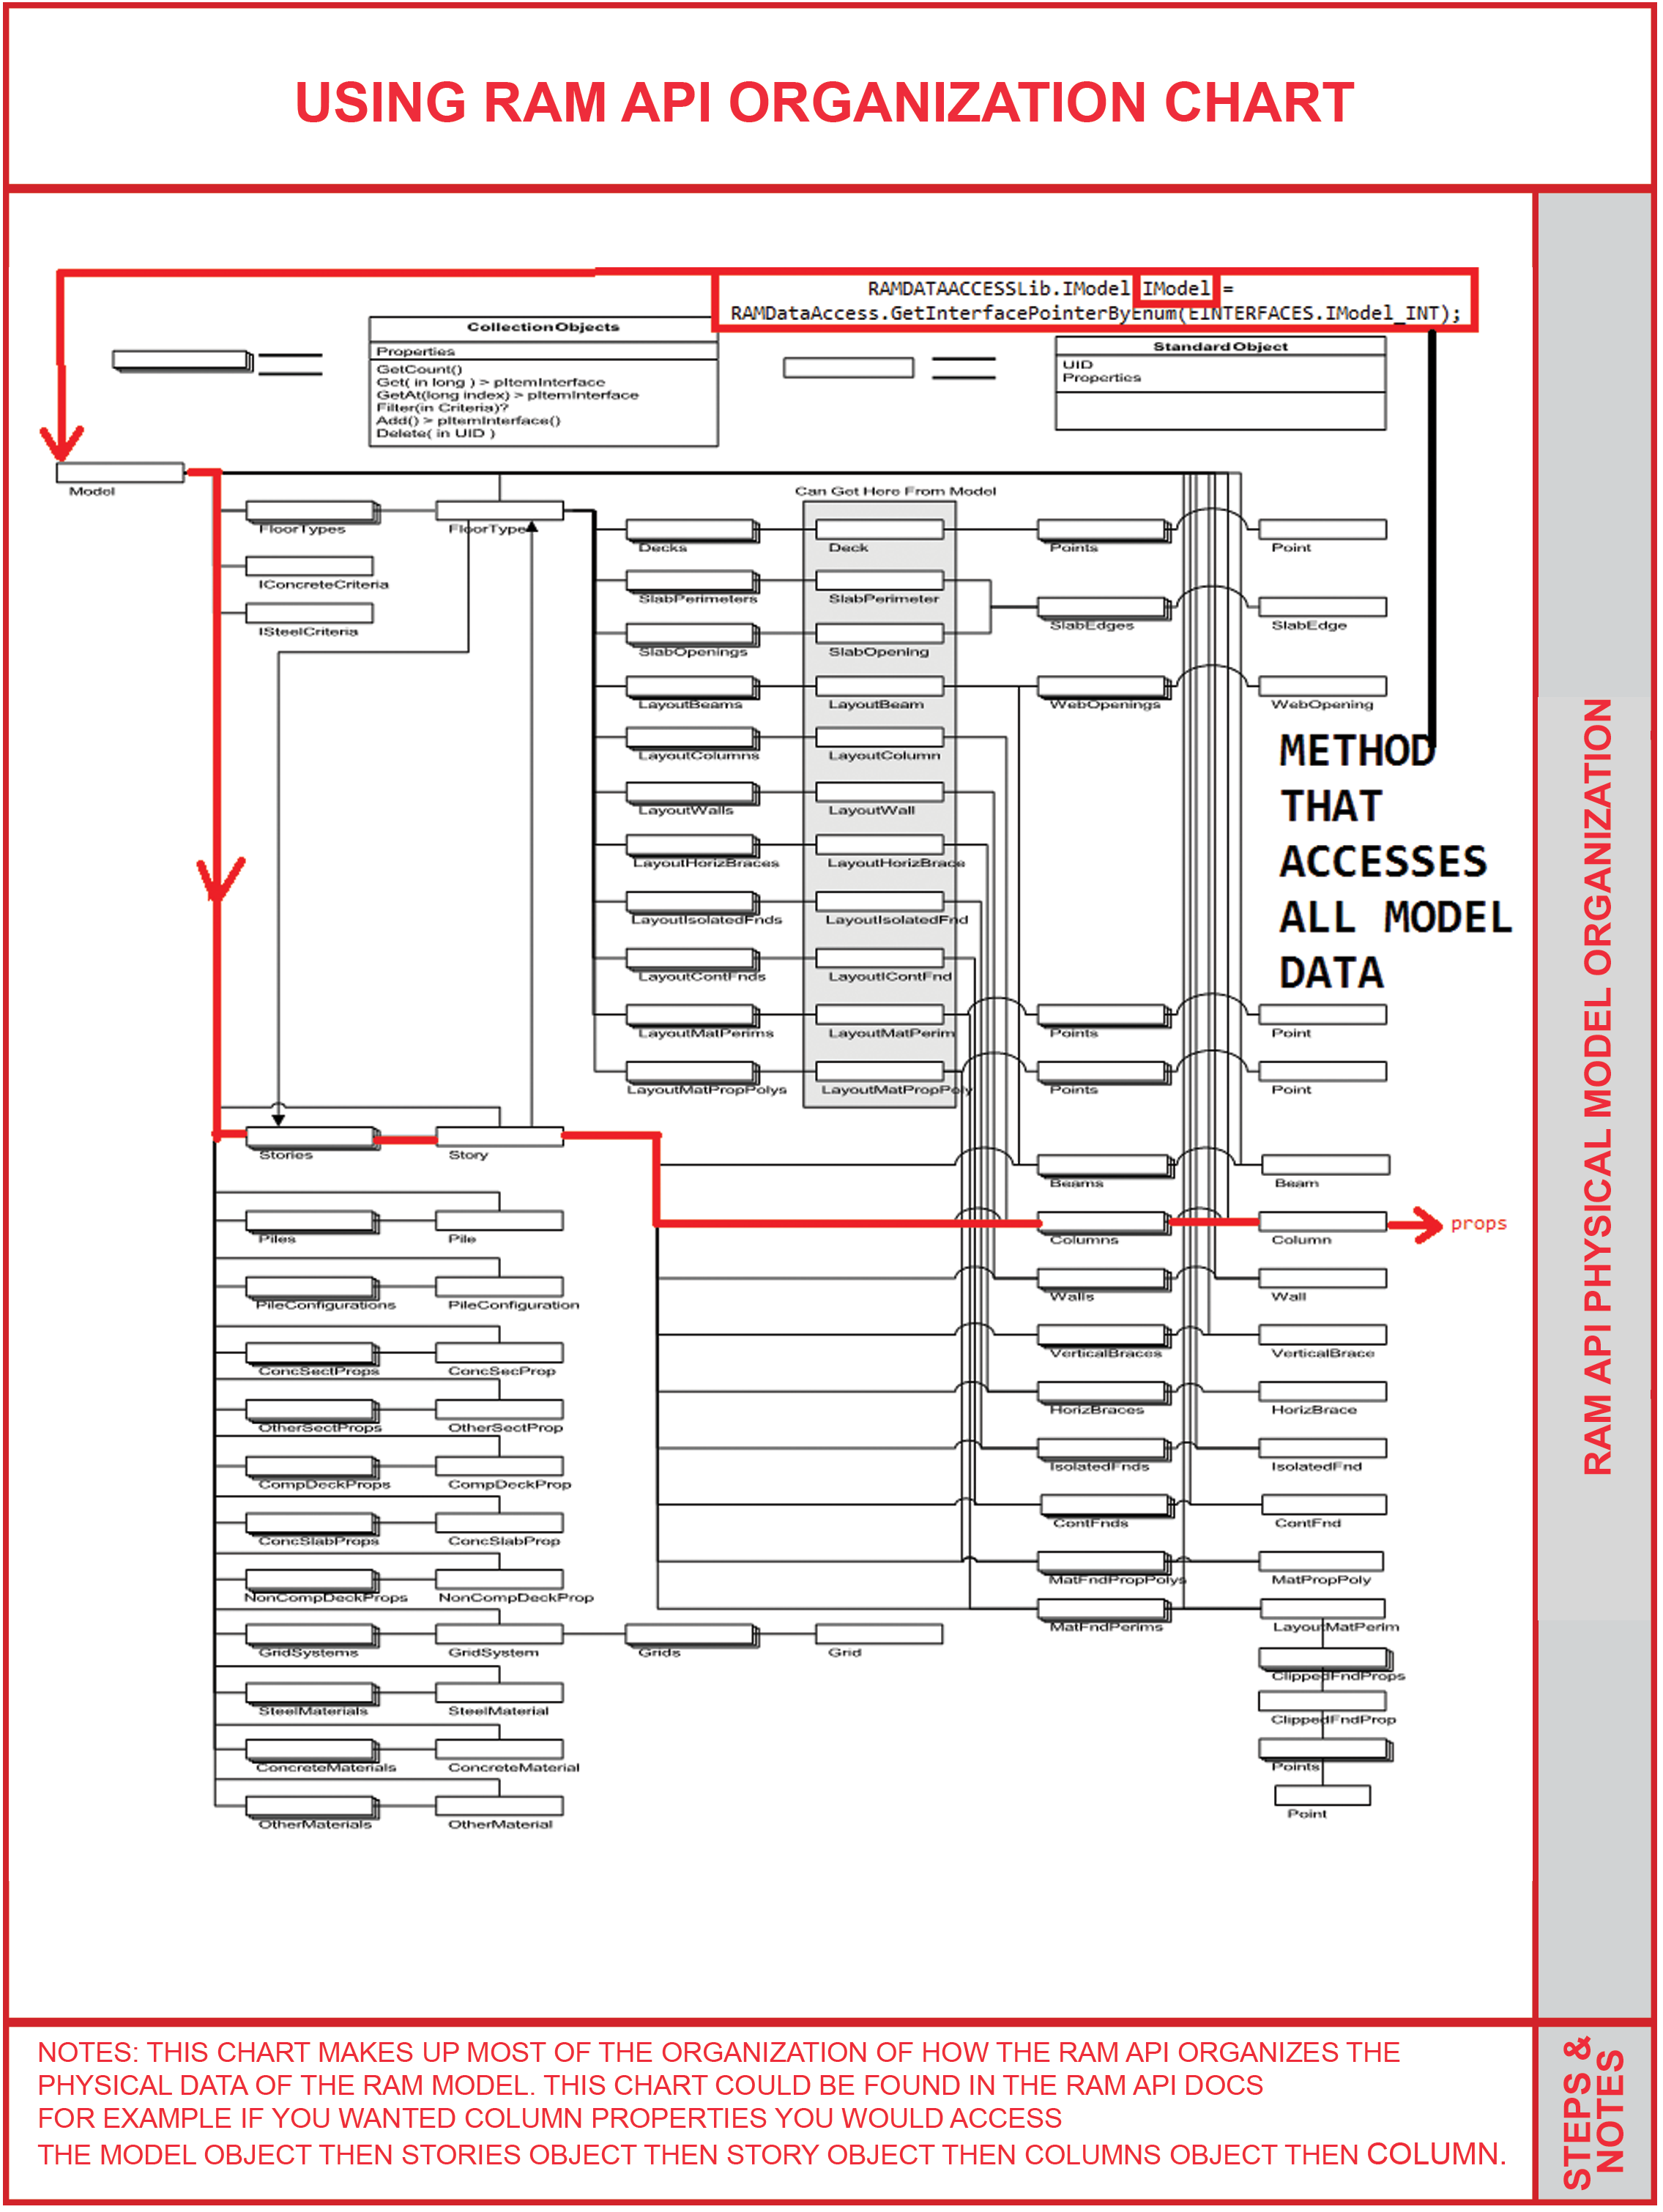 USING RAM API ORGANIZATION CHART
RAMDATAACCESSLib.IModel IModel =
RAMDataAccess.GetInterfacePointerByEnum(EINTERFACES.IModel_INT);
CollectionObjects
Properties
GetCount()
Get( in long ) > pItemInterface
GetAt(long index) > pItemInterface
Filter(in Criteria)?
Add() > pItemInterface()
Delete( in UID )
StandardObject
UID
Properties
Model
Can Get Here From Model
FloorTypes
FloorType
IConcreteCriteria
ISteelCriteria
Decks
Deck
Points
Point
SlabPerimeters
SlabPerimeter
SlabEdges
SlabEdge
SlabOpenings
SlabOpening
LayoutBeams
LayoutBeam
WebOpenings
WebOpening
LayoutColumns
LayoutColumn
LayoutWalls
LayoutWall
LayoutHorizBraces
LayoutHorizBrace
LayoutIsolatedFnds
LayoutIsolatedFnd
LayoutContFnds
LayoutIContFnd
LayoutMatPerims
LayoutMatPerim
Points
Point
LayoutMatPropPolys
LayoutMatPropPoly
Points
Point
METHOD
THAT
ACCESSES
ALL MODEL
DATA
Stories
Story
Beams
Beam
Columns
Column
props
Piles
Pile
Walls
Wall
PileConfigurations
PileConfiguration
VerticalBraces
VerticalBrace
ConcSectProps
ConcSecProp
HorizBraces
HorizBrace
OtherSectProps
OtherSectProp
IsolatedFnds
IsolatedFnd
CompDeckProps
CompDeckProp
ContFnds
ContFnd
ConcSlabProps
ConcSlabProp
MatFndPropPolys
MatPropPoly
NonCompDeckProps
NonCompDeckProp
MatFndPerims
LayoutMatPerim
GridSystems
GridSystem
Grids
Grid
ClippedFndProps
SteelMaterials
SteelMaterial
ClippedFndProp
ConcreteMaterials
ConcreteMaterial
Points
OtherMaterials
OtherMaterial
Point
RAM API PHYSICAL MODEL ORGANIZATION
NOTES: THIS CHART MAKES UP MOST OF THE ORGANIZATION OF HOW THE RAM API ORGANIZES THE
PHYSICAL DATA OF THE RAM MODEL. THIS CHART COULD BE FOUND IN THE RAM API DOCS
FOR EXAMPLE IF YOU WANTED COLUMN PROPERTIES YOU WOULD ACCESS
THE MODEL OBJECT THEN STORIES OBJECT THEN STORY OBJECT THEN COLUMNS OBJECT THEN COLUMN.
STEPS &
NOTES